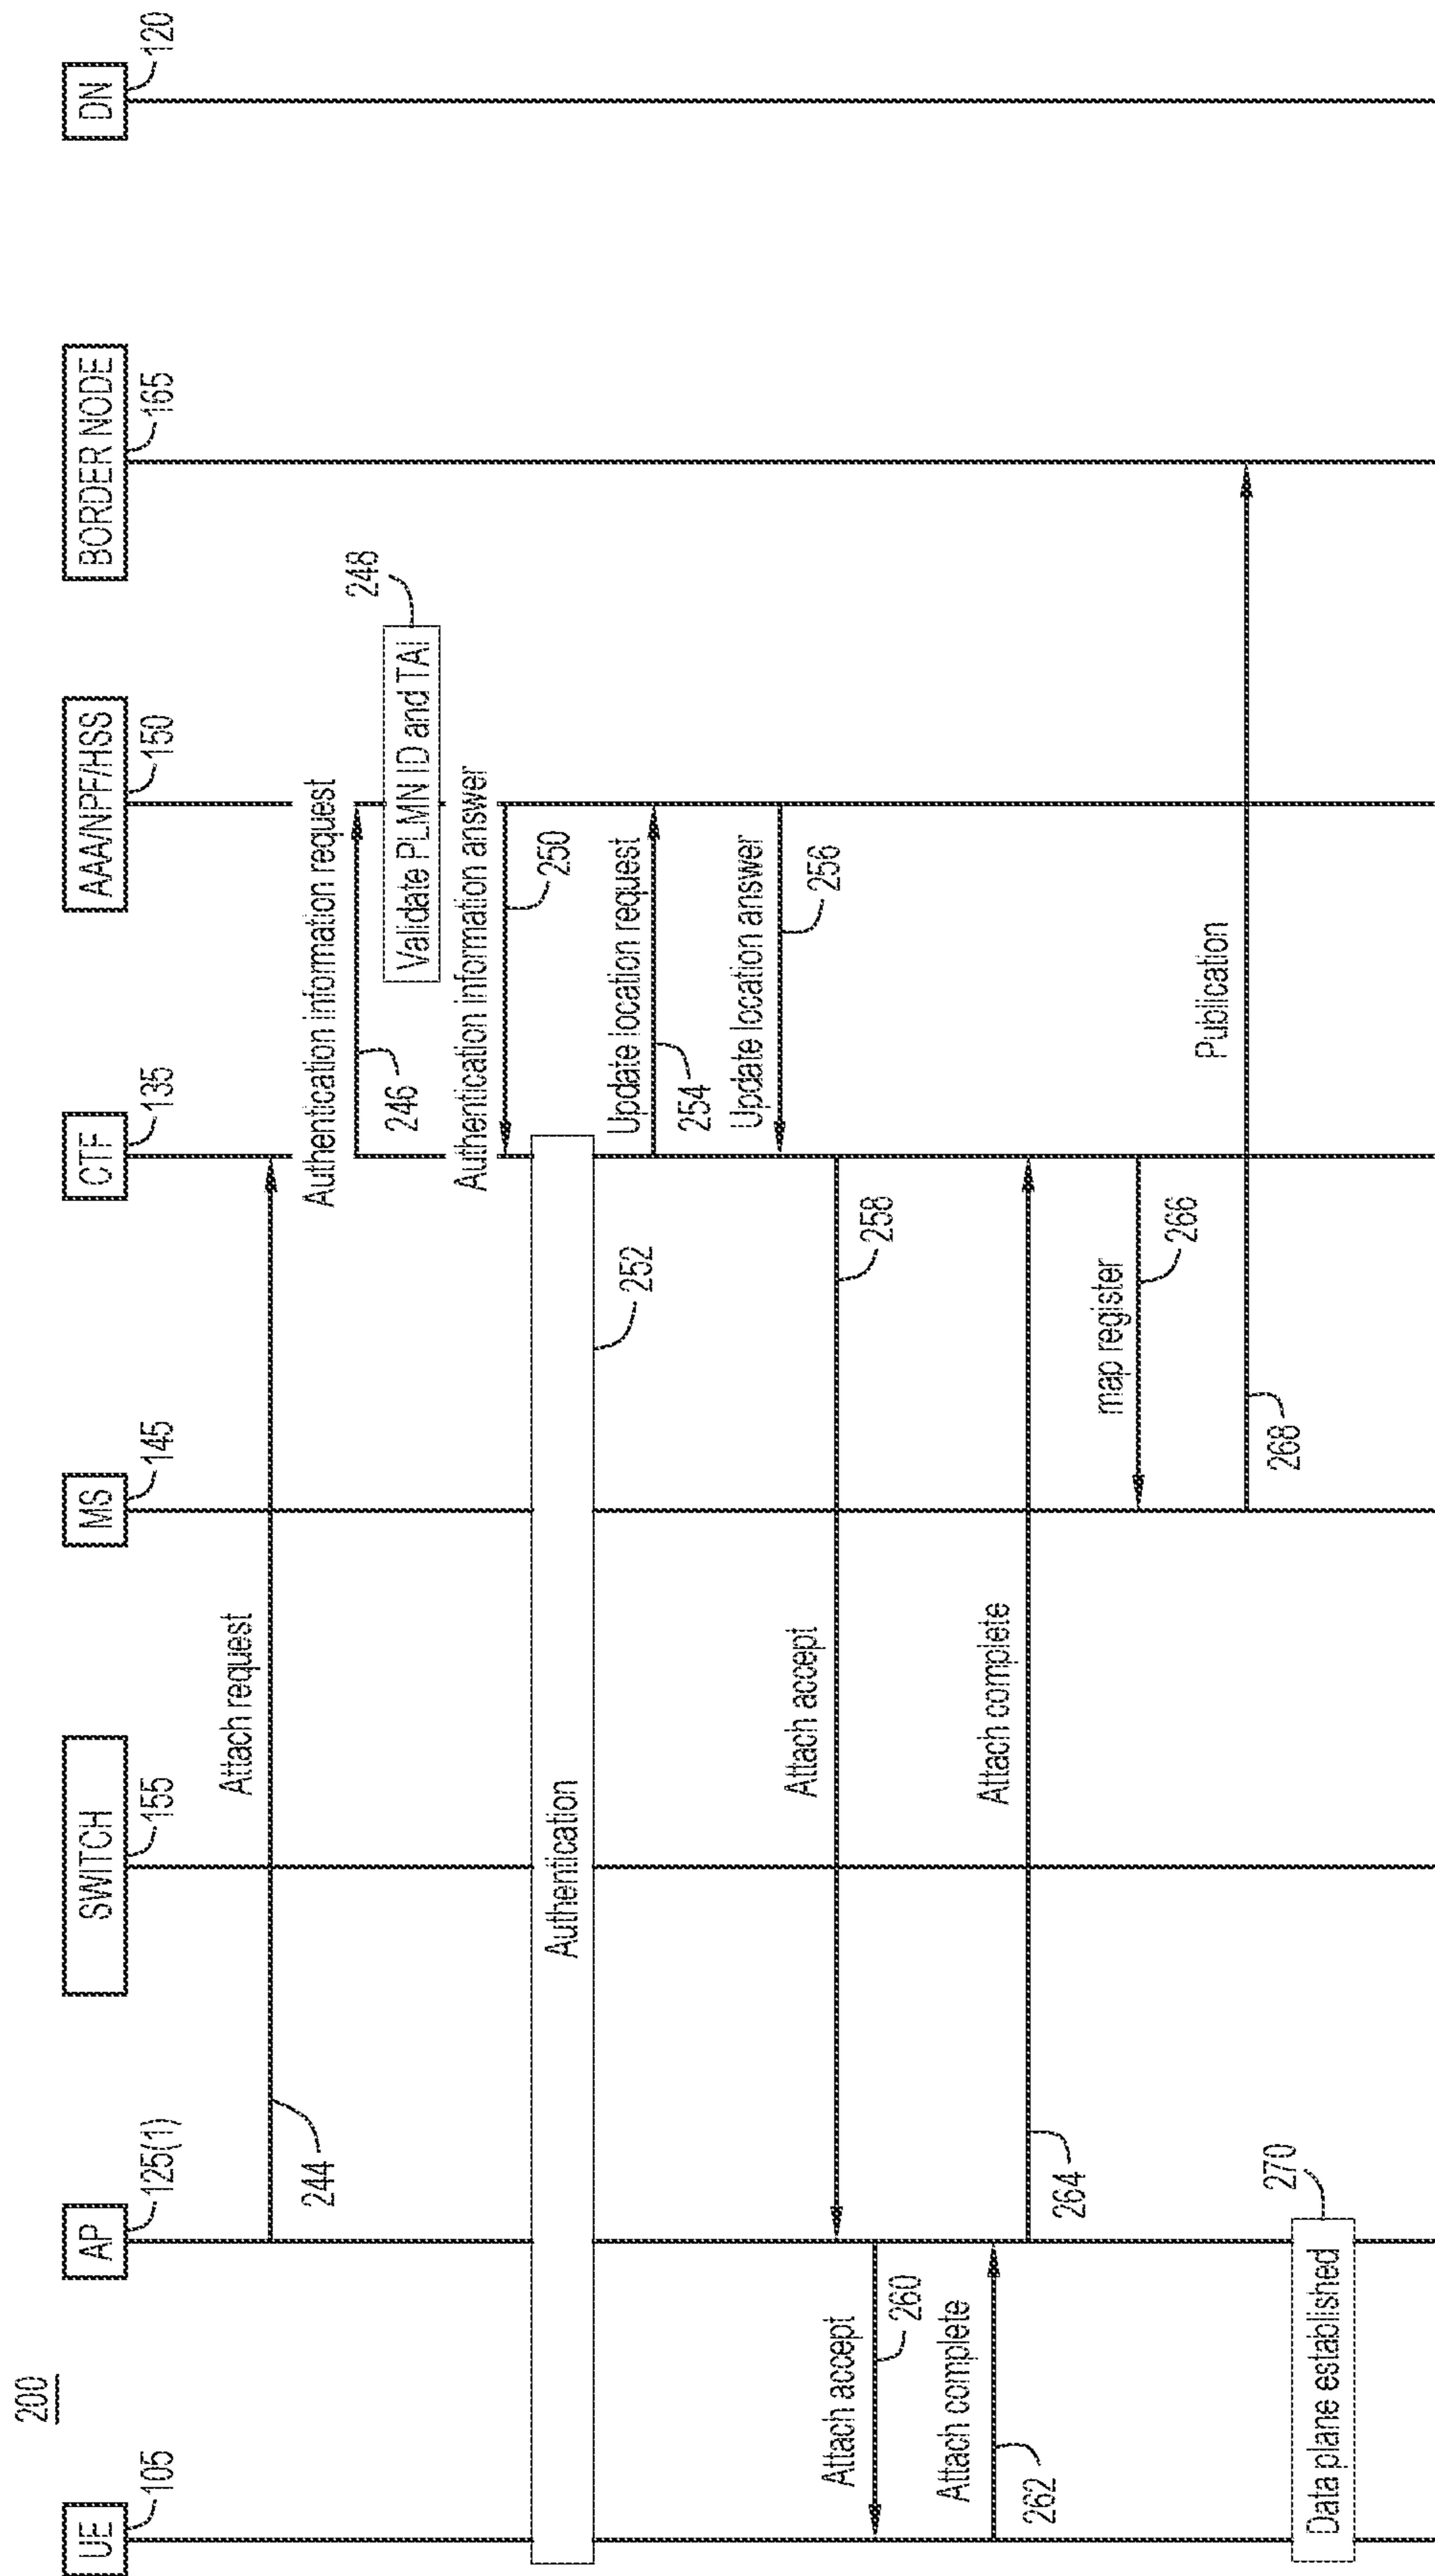 200
UE
105
AP
125(1)
SWITCH
155
MS
145
CTF
135
AAA/NPF/HSS
150
BORDER NODE
165
DN
120
Attach request
244
Authentication information request
246
Validate PLMN ID and TAI
248
Authentication information answer
250
Authentication
252
Update location request
254
Update location answer
256
Attach accept
258
Attach accept
260
Attach complete
262
Attach complete
264
map register
266
Publication
268
Data plane established
270